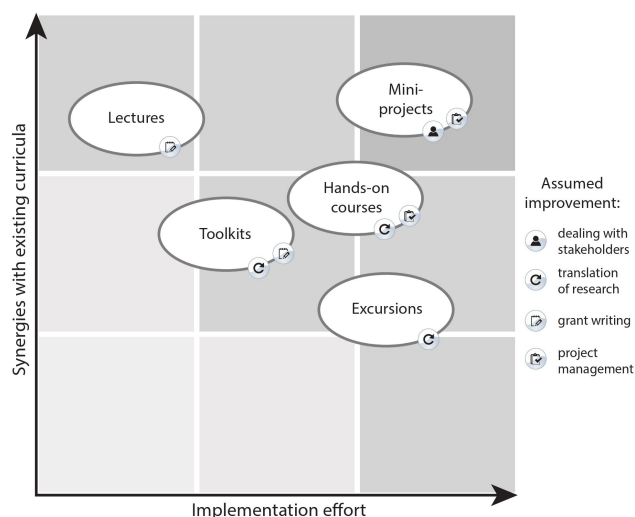 Synergies with existing curricula
Lectures
Mini-
projects
Hands-on
courses
Toolkits
Excursions
Implementation effort
Assumed
improvement:
dealing with
stakeholders
translation
of research
grant writing
project
management